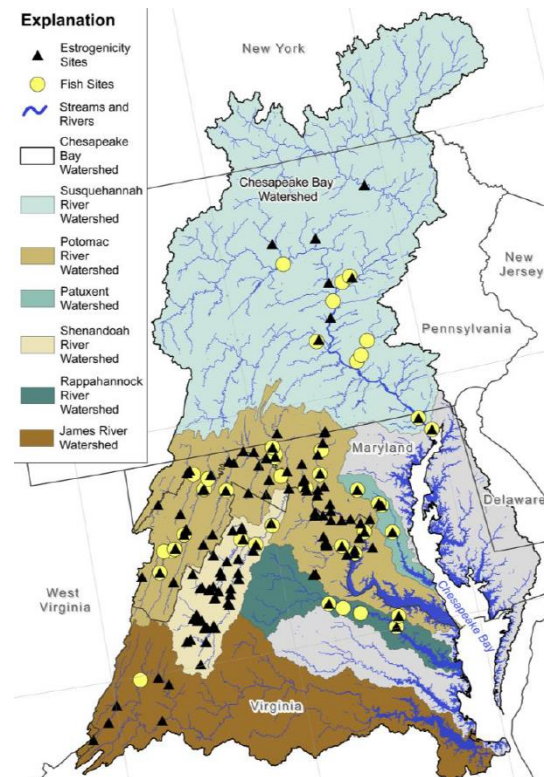 Explanation
Estrogenicity
Sites
Fish Sites
Streams and
Rivers
Chesapeake
Bay
Watershed
Susquehannah
River
Watershed
Potomac
River
Watershed
Patuxent
Watershed
Shenandoah
River
Watershed
Rappahannock
River
Watershed
James River
Watershed
New York
Chesapeake Bay
Watershed
New
Jersey
Pennsylvania
Maryland
Delaware
West
Virginia
Chesapeake Bay
Virginia